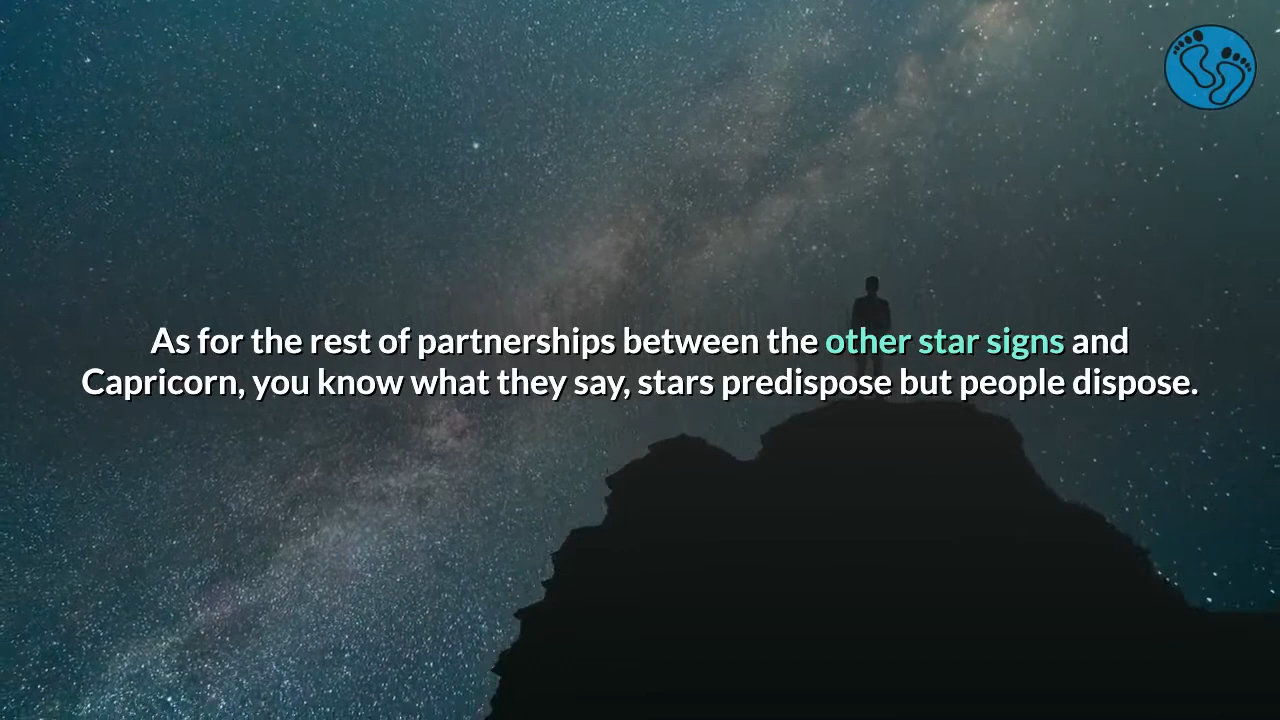 As for the rest of partnerships between the other star signs and
Capricorn, you know what they say, stars predispose but people dispose.